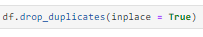 df.drop_duplicates(inplace = True)